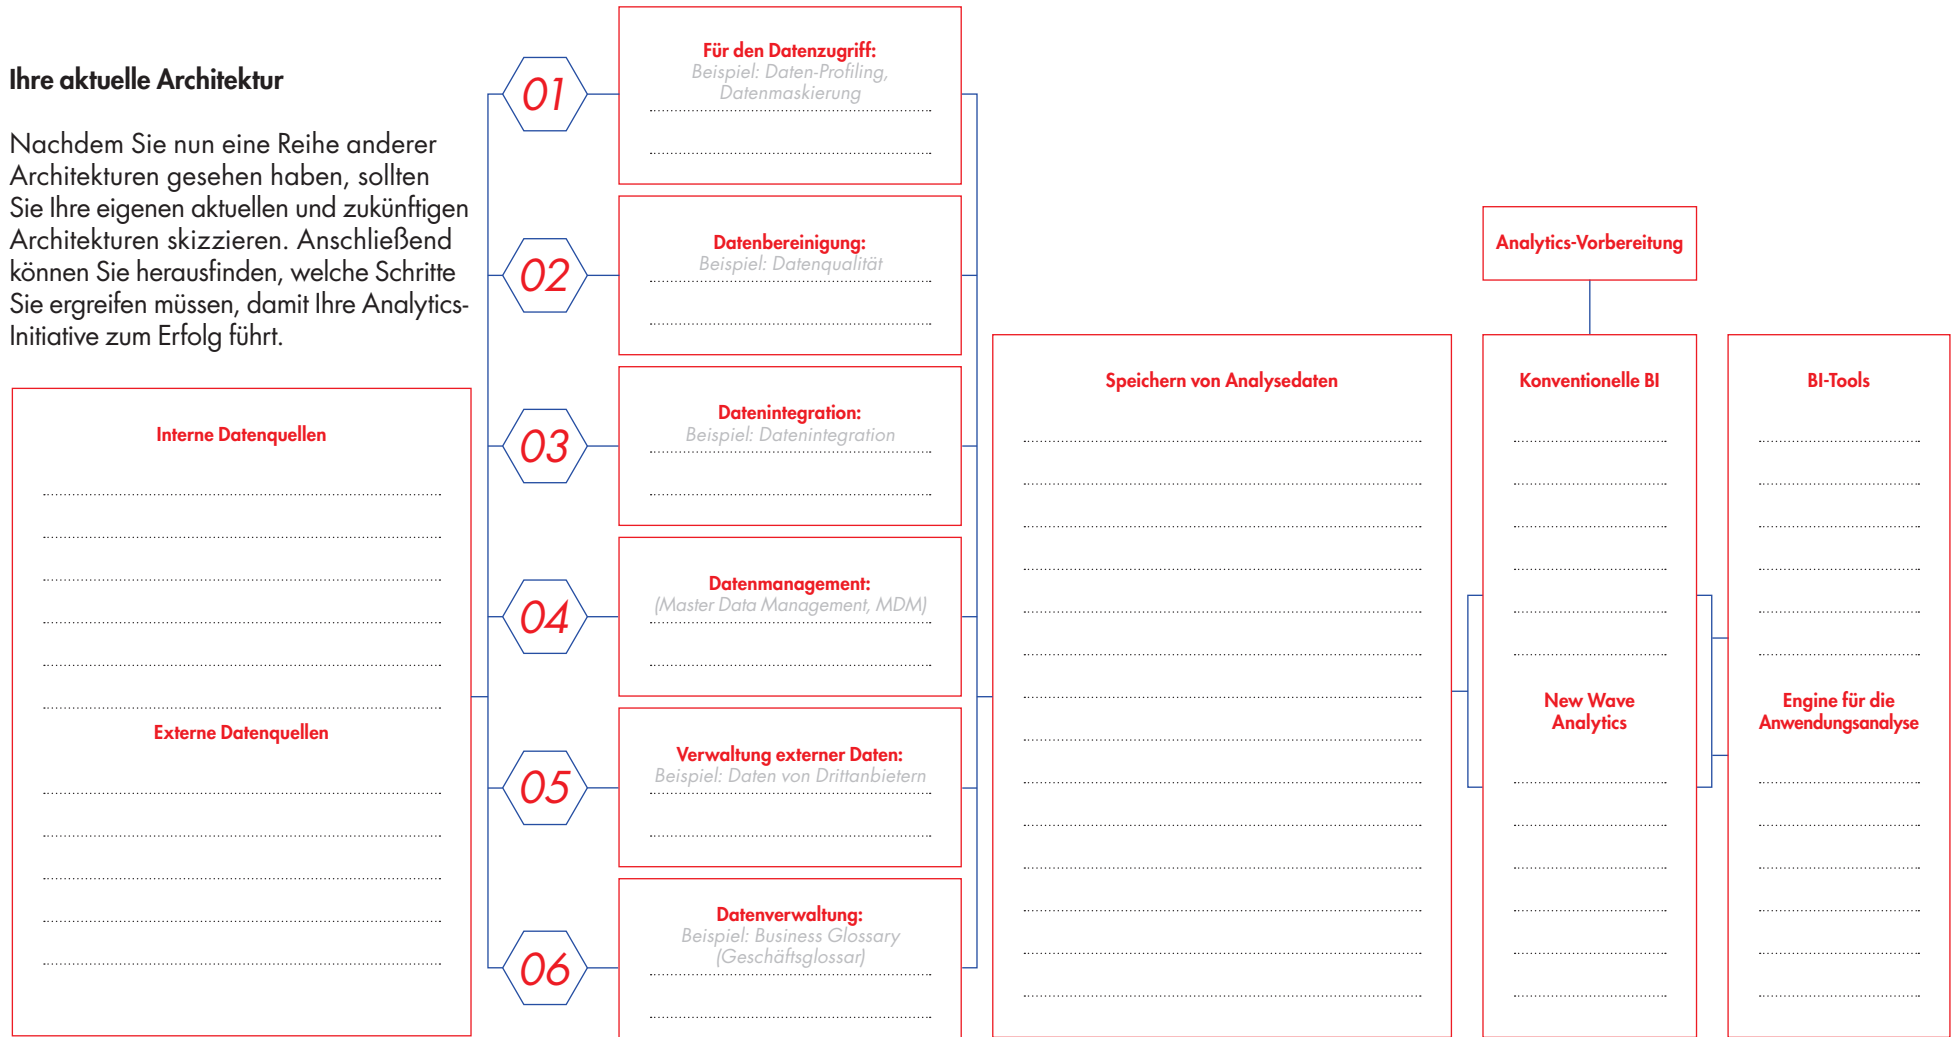 Ihre aktuelle Architektur
Nachdem Sie nun eine Reihe anderer
Architekturen gesehen haben, sollten
Sie Ihre eigenen aktuellen und zukünftigen
Architekturen skizzieren. Anschließend
können Sie herausfinden, welche Schritte
Sie ergreifen müssen, damit Ihre Analytics-
Initiative zum Erfolg führt.
Interne Datenquellen
Externe Datenquellen
01
Für den Datenzugriff:
Beispiel: Daten-Profiling,
Datenmaskierung
02
Datenbereinigung:
Beispiel: Datenqualität
03
Datenintegration:
Beispiel: Datenintegration
04
Datenmanagement:
(Master Data Management, MDM)
05
Verwaltung externer Daten:
Beispiel: Daten von Drittanbietern
06
Datenverwaltung:
Beispiel: Business Glossary
(Geschäftsglossar)
Speichern von Analysedaten
Analytics-Vorbereitung
Konventionelle BI
New Wave
Analytics
BI-Tools
Engine für die
Anwendungsanalyse